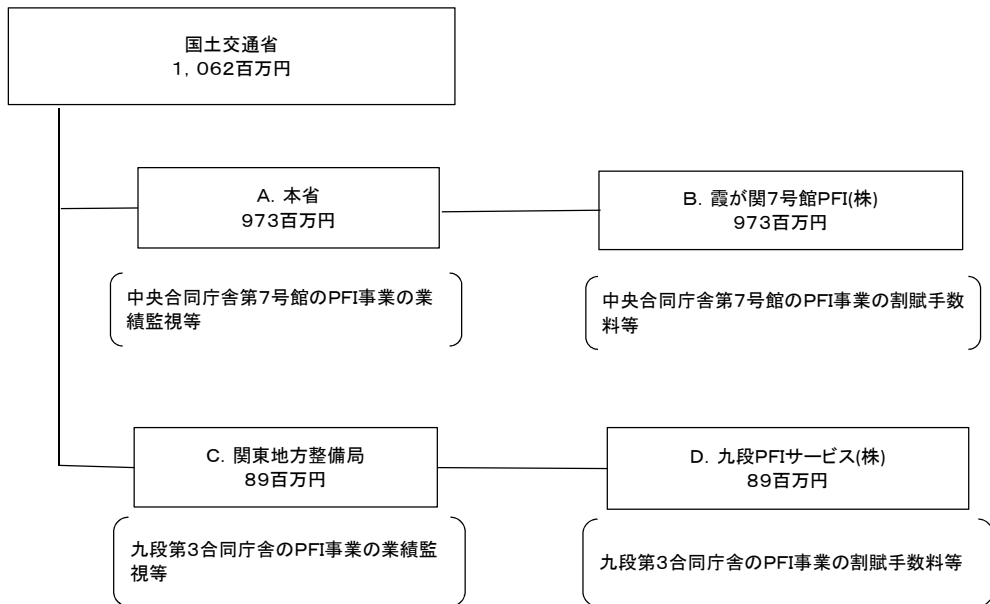 国土交通省
1，062百万円
A．本省
973百万円
B．霞が関7号館PFI(株)
973百万円
中央合同庁舎第7号館のPFI事業の業
績監視等
中央合同庁舎第7号館のPFI事業の割賦手数
料等
C．関東地方整備局
89百万円
D．九段PFIサービス(株)
89百万円
九段第3合同庁舎のPFI事業の業績監
視等
九段第3合同庁舎のPFI事業の割賦手数料等